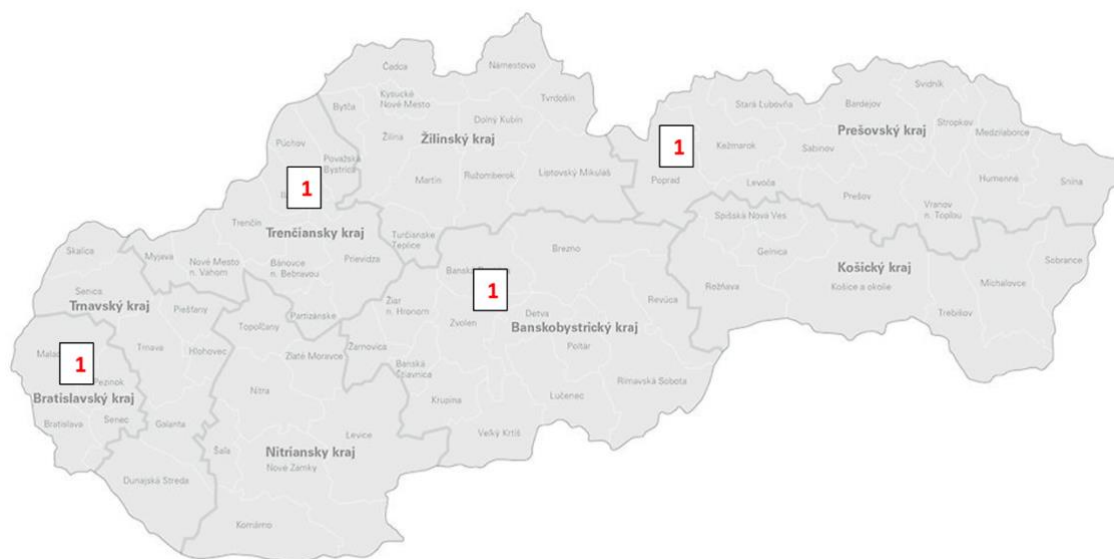 Čadca
Námestovo
Kysucké
Nové Mesto
Tvrdošín
Bytča
Dolný Kubín
Žilina
Žilinský kraj
Púchov
Považská
Bystrica
1
Martin
Ružomberok
Liptovský Mikuláš
Trenčín
Trenčiansky kraj
Turčianske
Teplice
Prievidza
Bánovce
n. Bebravou
Nové Mesto
n. Váhom
Myjava
Partizánske
Svidník
Stará Ľubovňa
Bardejov
Stropkov
Medzilaborce
Prešovský kraj
1
Kežmarok
Sabinov
Poprad
Levoča
Prešov
Humenné
Snina
Vranov
n. Topľou
Spišská Nová Ves
Gelnica
Košický kraj
Košice a okolie
Rožňava
Michalovce
Sobrance
Trebišov
Brezno
Banská
1
Žiar
n. Hronom
Zvolen
Detva
Revúca
Banskobystrický kraj
Poltár
Žarnovica
Banská
Štiavnica
Krupina
Rimavská Sobota
Lučenec
Veľký Krtíš
Skalica
Senica
Trnavský kraj
Piešťany
Trnava
Hlohovec
Galanta
Dunajská Streda
1
Pezinok
Bratislavský kraj
Bratislava
Senec
Topoľčany
Zlaté Moravce
Nitra
Levice
Šaľa
Nitriansky kraj
Nové Zámky
Komárno